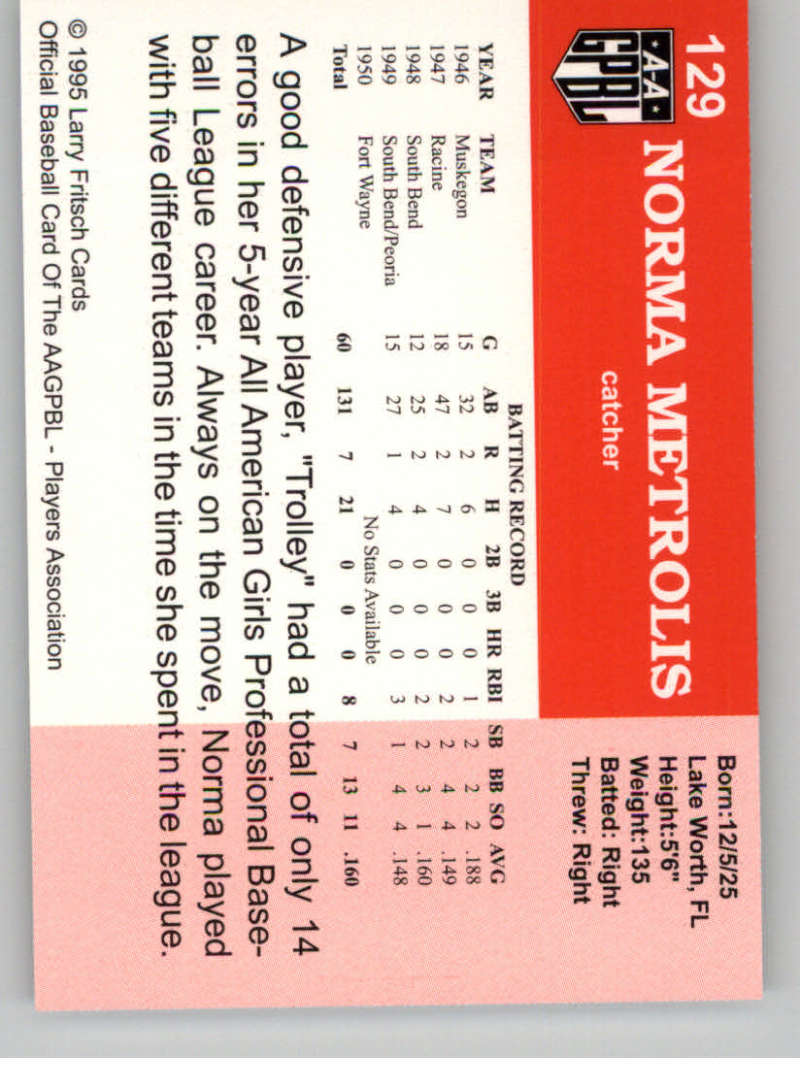 129
NORMA METROLIS
catcher
A-A
GPBL
Born:12/5/25
Lake Worth, FL
Height:5'6"
Weight:135
Batted: Right
Threw: Right
BATTING RECORD
YEAR TEAM G AB R H 2B 3B HR RBI SB BB SO AVG
1946 Muskegon 15 32 2 6 0 0 0 1 2 2 2 .188
1947 Racine 18 47 2 7 0 0 0 2 2 4 4 .149
1948 South Bend 12 25 2 4 0 0 0 2 2 3 1 .160
1949 South Bend/Peoria 15 27 1 4 0 0 0 3 1 4 4 .148
1950 Fort Wayne No Stats Available
Total 60 131 7 21 0 0 0 8 7 13 11 .160
A good defensive player, "Trolley" had a total of only 14
errors in her 5-year All American Girls Professional Base-
ball League career. Always on the move, Norma played
with five different teams in the time she spent in the league.
© 1995 Larry Fritsch Cards
Official Baseball Card Of The AAGPBL - Players Association